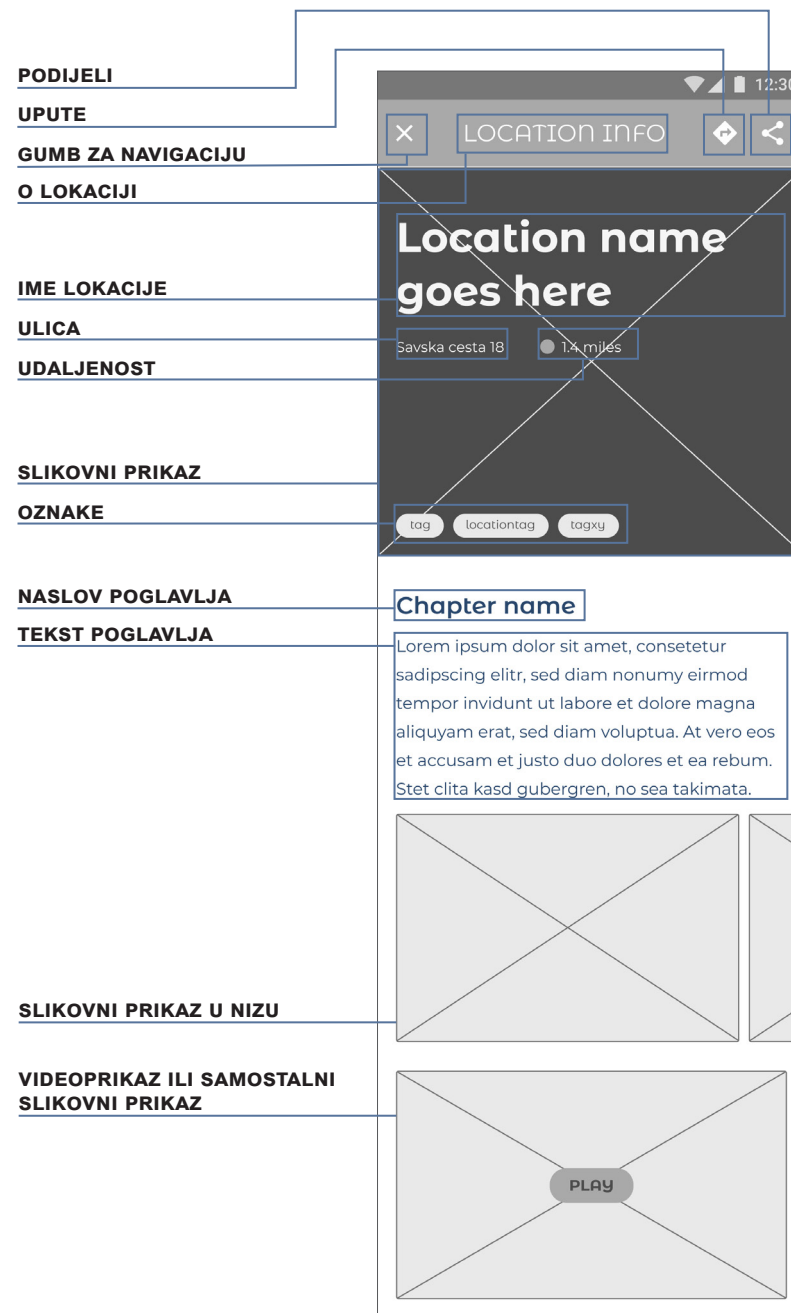 PODIJELI
UPUTE
GUMB ZA NAVIGACIJU
O LOKACIJI
IME LOKACIJE
ULICA
UDALJENOST
SLIKOVNI PRIKAZ
OZNAKE
NASLOV POGLAVLJA
TEKST POGLAVLJA
SLIKOVNI PRIKAZ U NIZU
VIDEOPRIKAZ ILI SAMOSTALNI
SLIKOVNI PRIKAZ
12:30
LOCATION INFO
Location name
goes here
Savska cesta 18
1.4 miles
tag
locationtag
tagxy
Chapter name
Lorem ipsum dolor sit amet, consetetur
sadipscing elitr, sed diam nonumy eirmod
tempor invidunt ut labore et dolore magna
aliquyam erat, sed diam voluptua. At vero eos
et accusam et justo duo dolores et ea rebum.
Stet clita kasd gubergren, no sea takimata.
PLAY